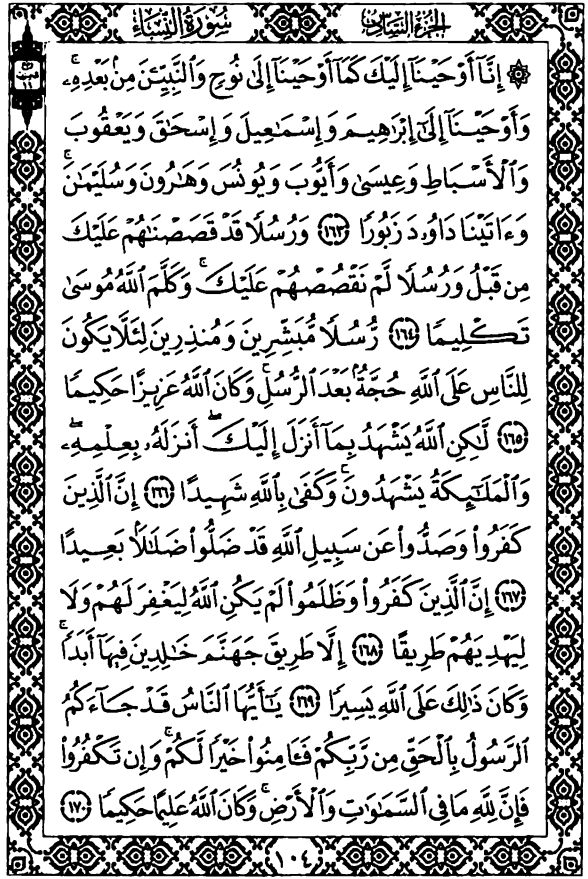 الجزء السادس سورة النساء
۞ إِنَّآ أَوْحَيْنَآ إِلَيْكَ كَمَآ أَوْحَيْنَآ إِلَىٰ نُوحٍ وَٱلنَّبِيِّـۧنَ مِنۢ بَعْدِهِۦۚ
وَأَوْحَيْنَآ إِلَىٰٓ إِبْرَٰهِيمَ وَإِسْمَٰعِيلَ وَإِسْحَٰقَ وَيَعْقُوبَ
وَٱلْأَسْبَاطِ وَعِيسَىٰ وَأَيُّوبَ وَيُونُسَ وَهَٰرُونَ وَسُلَيْمَٰنَۚ
وَءَاتَيْنَا دَاوُۥدَ زَبُورًا ١٦٣ وَرُسُلًا قَدْ قَصَصْنَٰهُمْ عَلَيْكَ
مِن قَبْلُ وَرُسُلًا لَّمْ نَقْصُصْهُمْ عَلَيْكَۚ وَكَلَّمَ ٱللَّهُ مُوسَىٰ
تَكْلِيمًا ١٦٤ رُّسُلًا مُّبَشِّرِينَ وَمُنذِرِينَ لِئَلَّا يَكُونَ
لِلنَّاسِ عَلَى ٱللَّهِ حُجَّةٌۢ بَعْدَ ٱلرُّسُلِۚ وَكَانَ ٱللَّهُ عَزِيزًا حَكِيمًا
١٦٥ لَّٰكِنِ ٱللَّهُ يَشْهَدُ بِمَآ أَنزَلَ إِلَيْكَۖ أَنزَلَهُۥ بِعِلْمِهِۦۖ
وَٱلْمَلَٰٓئِكَةُ يَشْهَدُونَۚ وَكَفَىٰ بِٱللَّهِ شَهِيدًا ١٦٦ إِنَّ ٱلَّذِينَ
كَفَرُوا۟ وَصَدُّوا۟ عَن سَبِيلِ ٱللَّهِ قَدْ ضَلُّوا۟ ضَلَٰلًۢا بَعِيدًا
١٦٧ إِنَّ ٱلَّذِينَ كَفَرُوا۟ وَظَلَمُوا۟ لَمْ يَكُنِ ٱللَّهُ لِيَغْفِرَ لَهُمْ وَلَا
لِيَهْدِيَهُمْ طَرِيقًا ١٦٨ إِلَّا طَرِيقَ جَهَنَّمَ خَٰلِدِينَ فِيهَآ أَبَدًاۚ
وَكَانَ ذَٰلِكَ عَلَى ٱللَّهِ يَسِيرًا ١٦٩ يَٰٓأَيُّهَا ٱلنَّاسُ قَدْ جَآءَكُمُ
ٱلرَّسُولُ بِٱلْحَقِّ مِن رَّبِّكُمْ فَـَٔامِنُوا۟ خَيْرًا لَّكُمْۚ وَإِن تَكْفُرُوا۟
فَإِنَّ لِلَّهِ مَا فِى ٱلسَّمَٰوَٰتِ وَٱلْأَرْضِۚ وَكَانَ ٱللَّهُ عَلِيمًا حَكِيمًا ١٧٠
١٠٤